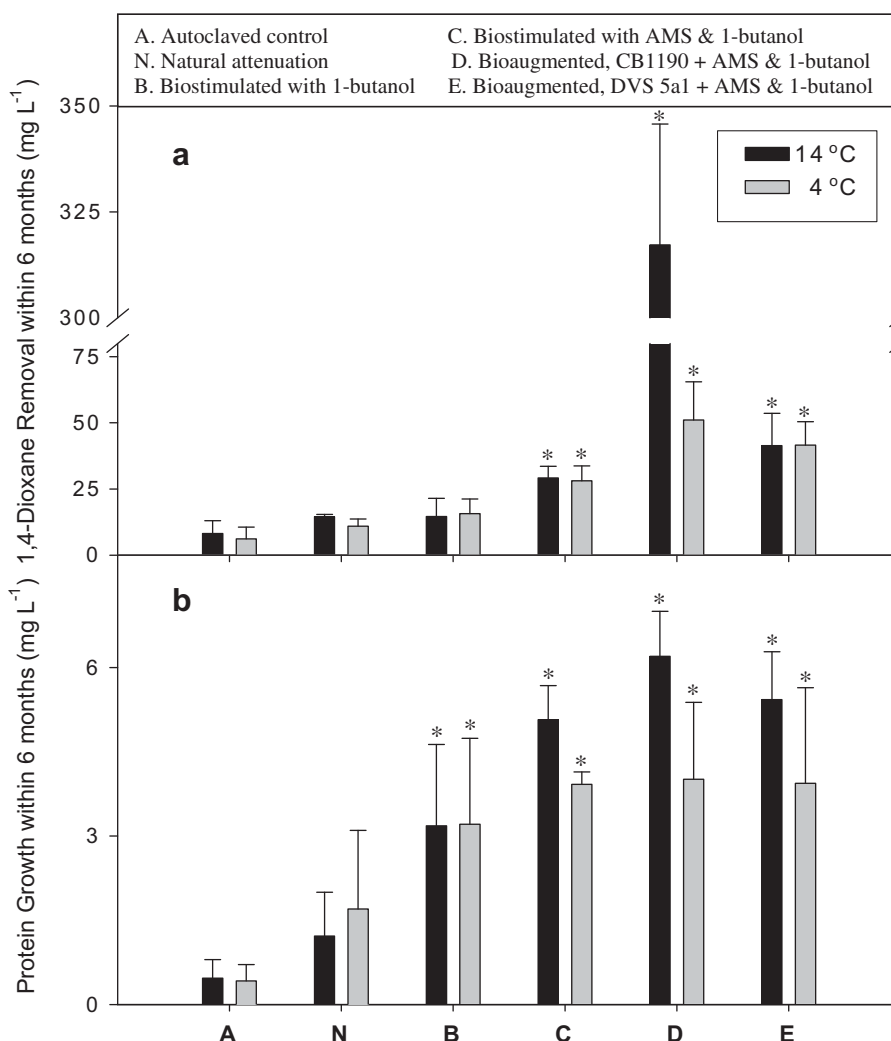 A. Autoclaved control
N. Natural attenuation
B. Biostimulated with 1-butanol
C. Biostimulated with AMS & 1-butanol
D. Bioaugmented, CB1190 + AMS & 1-butanol
E. Bioaugmented, DVS 5a1 + AMS & 1-butanol
1,4-Dioxane Removal within 6 months (mg L⁻¹)
350
325
300
75
50
25
0
a
14 °C
4 °C
*
*
*
*
*
*
Protein Growth within 6 months (mg L⁻¹)
6
3
0
b
*
*
*
*
*
*
*
*
A N B C D E